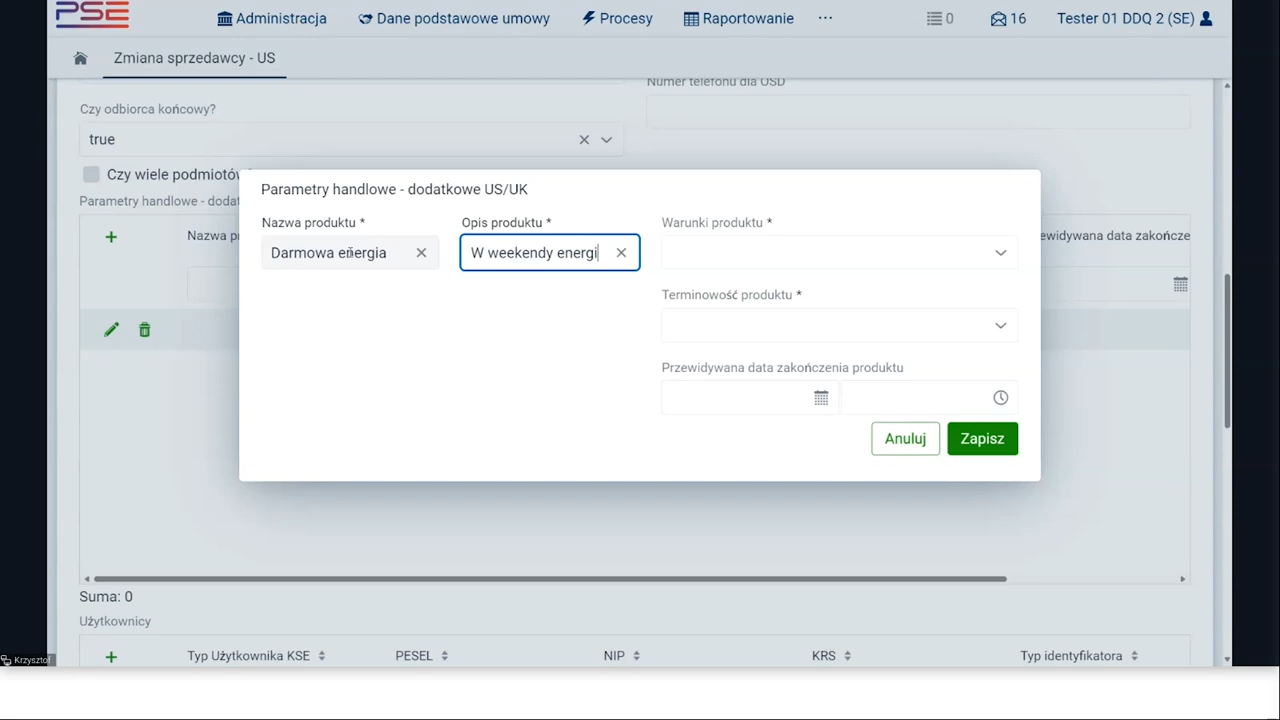 PSE
Administracja Dane podstawowe umowy Procesy Raportowanie ... 0 16 Tester 01 DDQ 2 (SE)
Zmiana sprzedawcy - US
Numer telefonu dla OSD
Czy odbiorca końcowy?
true
Czy wiele podmiotów
Parametry handlowe - dodat
Nazwa p
ewidywana data zakończe
Parametry handlowe - dodatkowe US/UK
Nazwa produktu * Opis produktu * Warunki produktu *
Darmowa energia W weekendy energi
Terminowość produktu *
Przewidywana data zakończenia produktu
Anuluj Zapisz
Suma: 0
Użytkownicy
Typ Użytkownika KSE PESEL NIP KRS Typ identyfikatora
Krzysztof